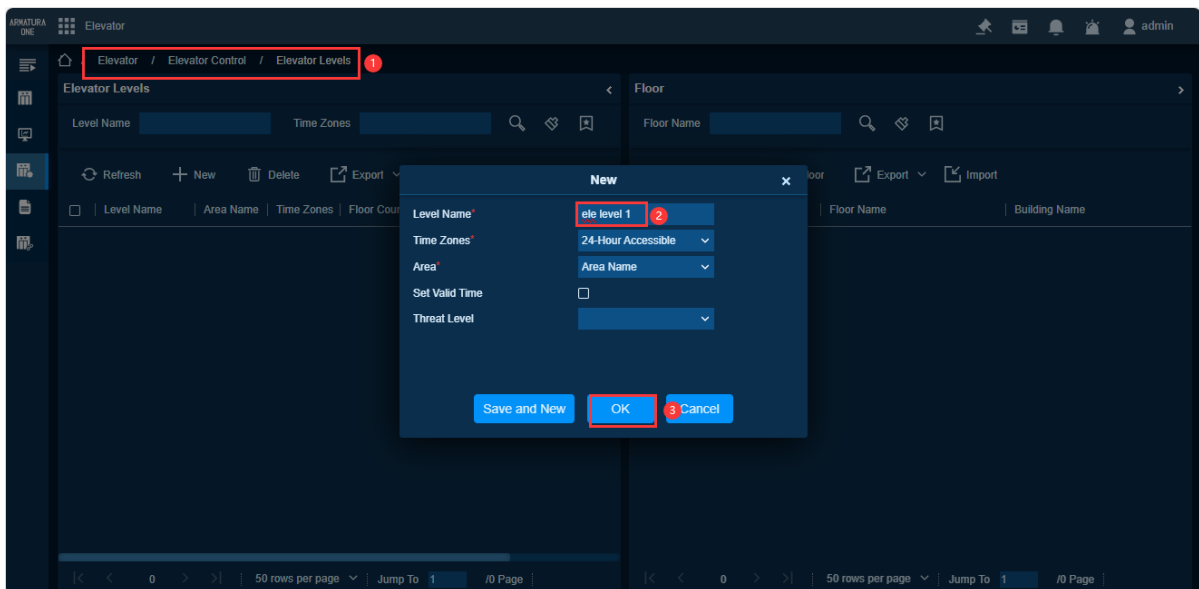 ARMATURA
ONE
Elevator
admin
/ Elevator / Elevator Control / Elevator Levels 1
Elevator Levels
Floor
Level Name
Time Zones
Floor Name
Refresh
New
Delete
Export
oor
Export
Import
Level Name
Area Name
Time Zones
Floor Cour
Floor Name
Building Name
New
Level Name*
ele level 1
2
Time Zones*
24-Hour Accessible
Area*
Area Name
Set Valid Time
Threat Level
Save and New
OK
3
Cancel
0
50 rows per page
Jump To 1
/0 Page
0
50 rows per page
Jump To 1
/0 Page